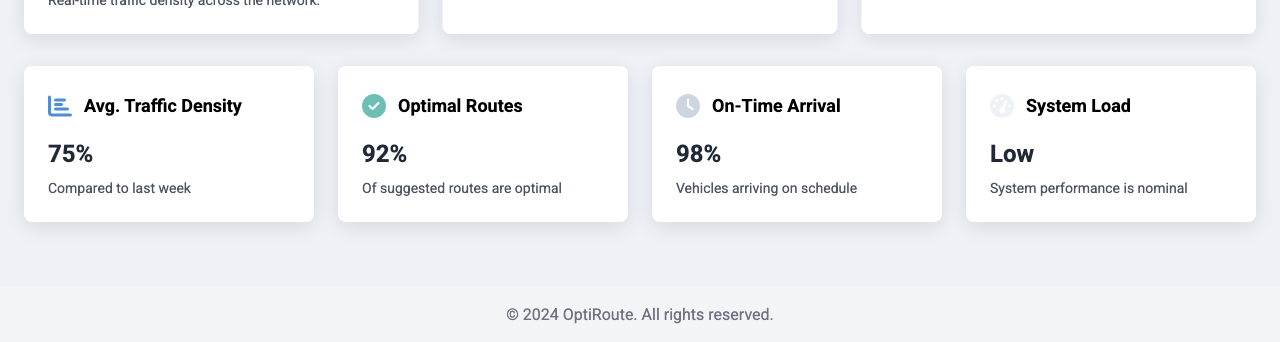 Real-time traffic density across the network.
Avg. Traffic Density
75%
Compared to last week
Optimal Routes
92%
Of suggested routes are optimal
On-Time Arrival
98%
Vehicles arriving on schedule
System Load
Low
System performance is nominal
© 2024 OptiRoute. All rights reserved.